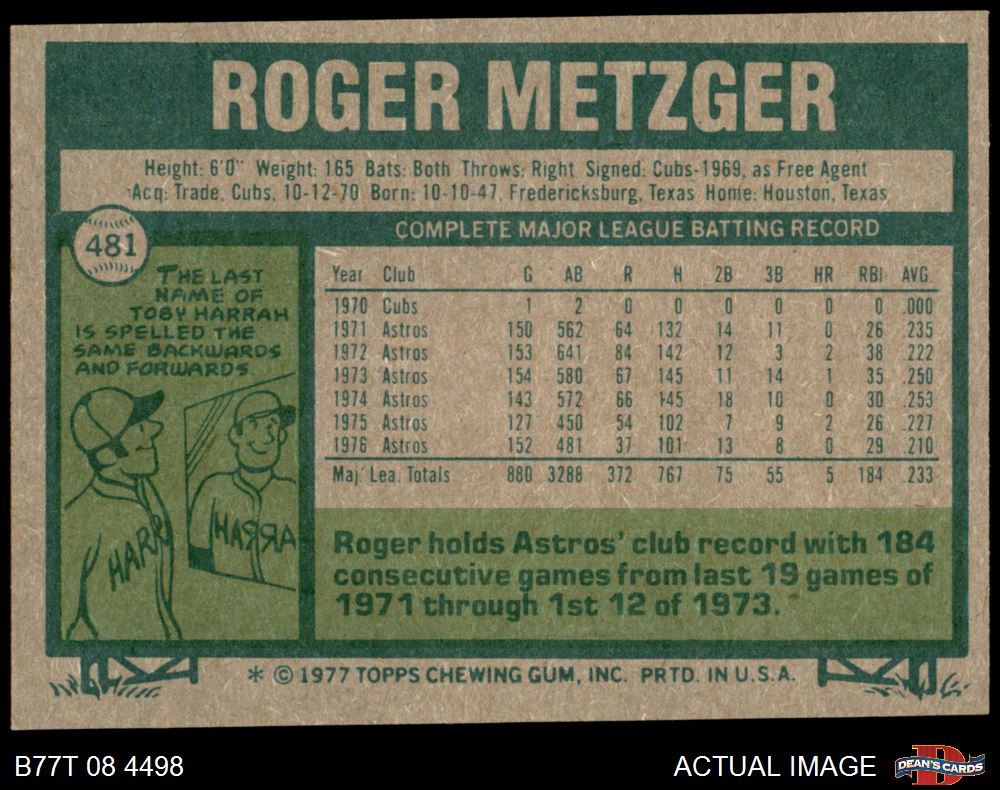 ROGER METZGER
Height: 6'0" Weight: 165 Bats: Both Throws: Right Signed: Cubs-1969, as Free Agent
Acq: Trade, Cubs, 10-12-70 Born: 10-10-47, Fredericksburg, Texas Home: Houston, Texas
481
THE LAST
NAME OF
TOBY HARRAH
IS SPELLED THE
SAME BACKWARDS
AND FORWARDS.
HARR
HARRA
COMPLETE MAJOR LEAGUE BATTING RECORD
Year Club G AB R H 2B 3B HR RBI AVG.
1970 Cubs 1 2 0 0 0 0 0 0 .000
1971 Astros 150 562 64 132 14 11 0 26 .235
1972 Astros 153 641 84 142 12 3 2 38 .222
1973 Astros 154 580 67 145 11 14 1 35 .250
1974 Astros 143 572 66 145 18 10 0 30 .253
1975 Astros 127 450 54 102 7 9 2 26 .227
1976 Astros 152 481 37 101 13 8 0 29 .210
Maj. Lea. Totals 880 3288 372 767 75 55 5 184 .233
Roger holds Astros' club record with 184
consecutive games from last 19 games of
1971 through 1st 12 of 1973.
* © 1977 TOPPS CHEWING GUM, INC. PRTD. IN U.S.A.
B77T 08 4498
ACTUAL IMAGE
DEAN'S CARDS